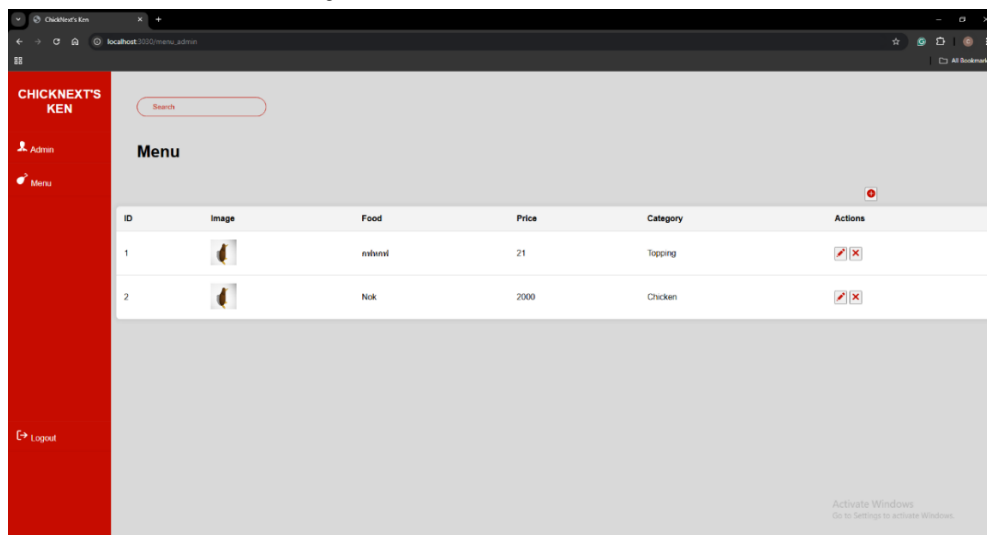 ChickNext's Ken
localhost:3030/menu_admin
All Bookmark
CHICKNEXT'S
KEN
Search
Admin
Menu
Menu
ID Image Food Price Category Actions
1 21 Topping
2 Nok 2000 Chicken
Logout
Activate Windows
Go to Settings to activate Windows.